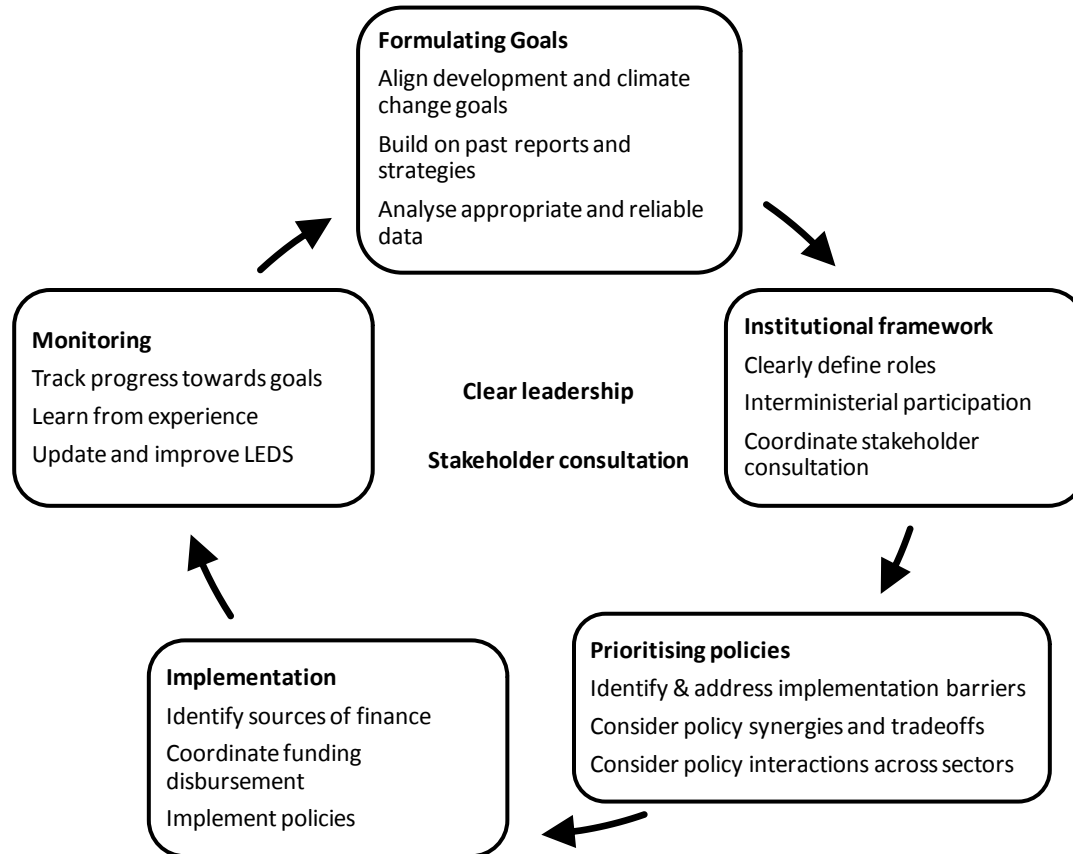 Formulating Goals
Align development and climate
change goals
Build on past reports and
strategies
Analyse appropriate and reliable
data
Institutional framework
Clearly define roles
Interministerial participation
Coordinate stakeholder
consultation
Prioritising policies
Identify & address implementation barriers
Consider policy synergies and tradeoffs
Consider policy interactions across sectors
Implementation
Identify sources of finance
Coordinate funding
disbursement
Implement policies
Monitoring
Track progress towards goals
Learn from experience
Update and improve LEDS
Clear leadership
Stakeholder consultation